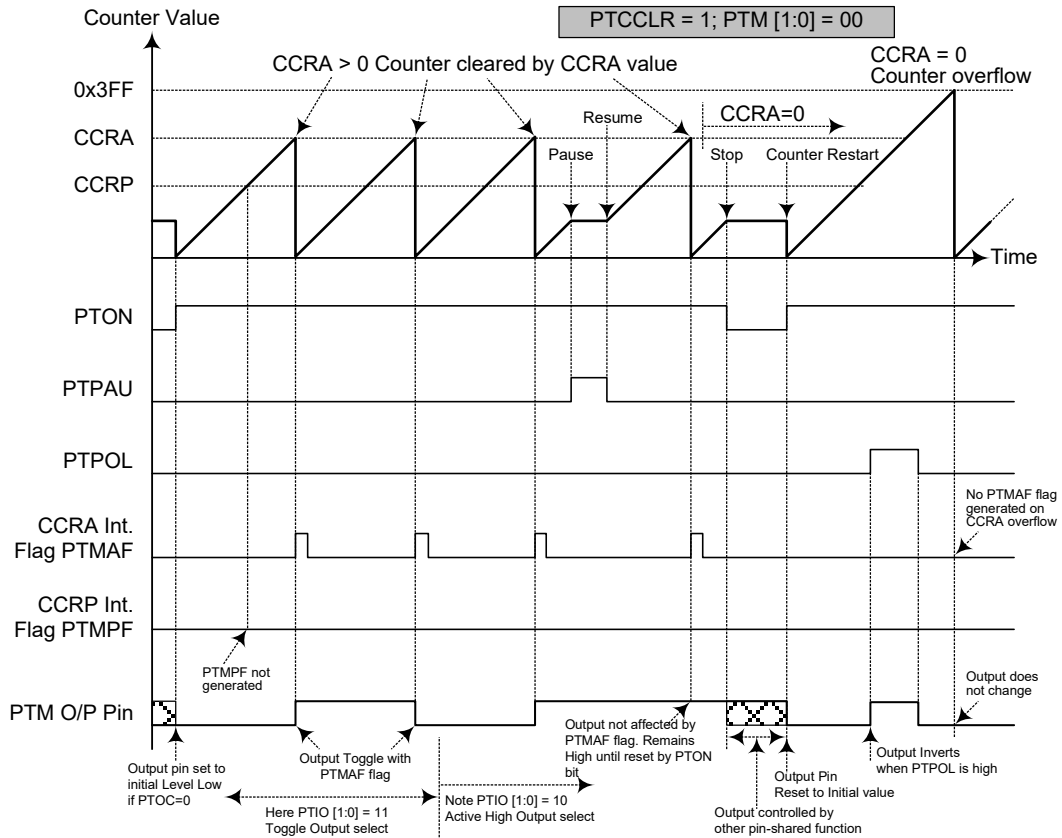 Counter Value
PTCCLR = 1; PTM [1:0] = 00
CCRA = 0
Counter overflow
CCRA > 0 Counter cleared by CCRA value
0x3FF
Resume
CCRA=0
CCRA
Pause
Stop
Counter Restart
CCRP
Time
PTON
PTPAU
PTPOL
No PTMAF flag
generated on
CCRA overflow
CCRA Int.
Flag PTMAF
CCRP Int.
Flag PTMPF
PTMPF not
generated
Output does
not change
PTM O/P Pin
Output not affected by
PTMAF flag. Remains
High until reset by PTON
bit
Output pin set to
initial Level Low
if PTOC=0
Output Toggle with
PTMAF flag
Output Inverts
when PTPOL is high
Output Pin
Reset to Initial value
Here PTIO [1:0] = 11
Toggle Output select
Note PTIO [1:0] = 10
Active High Output select
Output controlled by
other pin-shared function